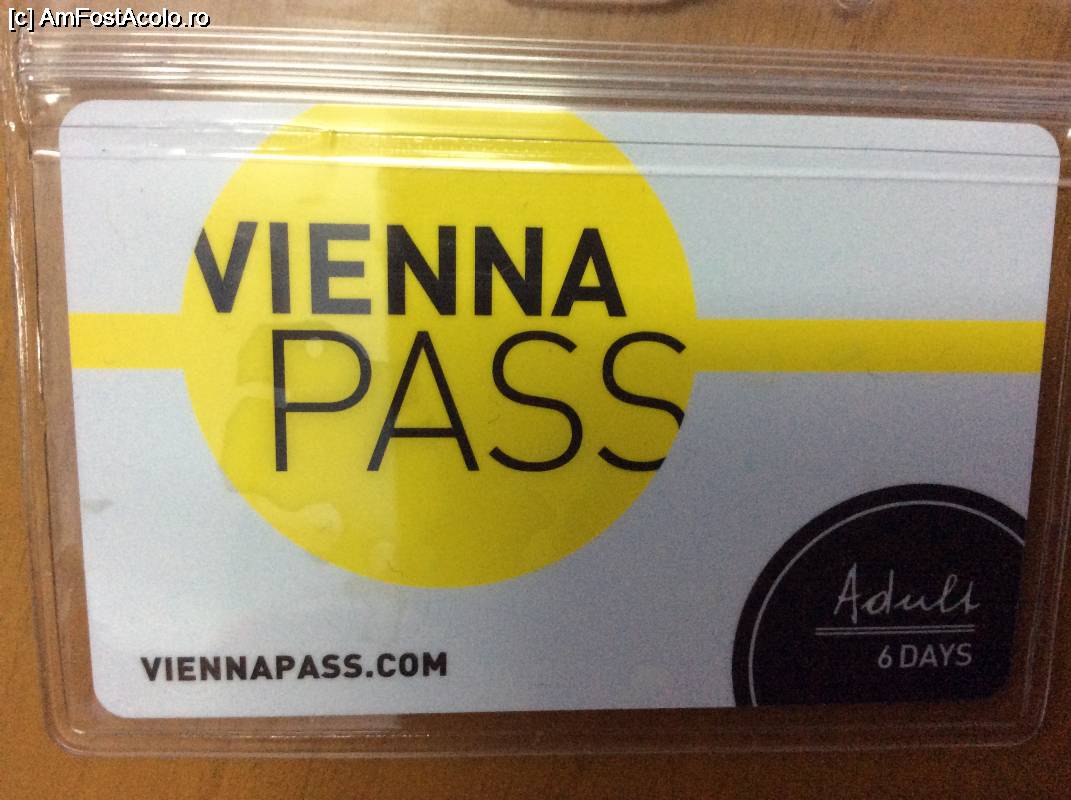 [c] AmFostAcolo.ro
VIENNA
PASS
Adult
6 DAYS
VIENNAPASS.COM